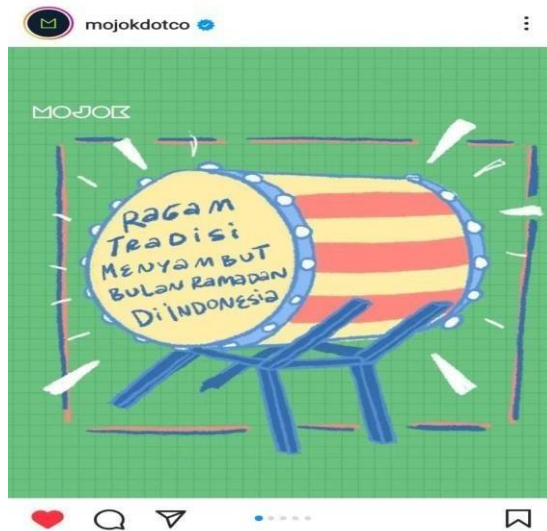 mojokdotco
MOJOK
RAGAM
TRADISI
MENYAMBUT
BULAN RAMADAN
Di INDONESIA